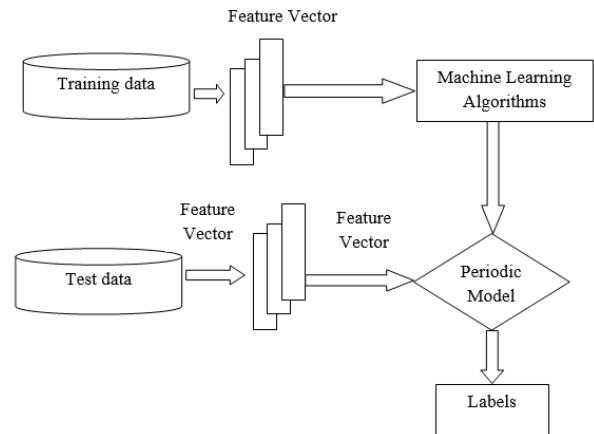 Feature Vector
Training data
Machine Learning
Algorithms
Feature
Vector
Feature
Vector
Test data
Periodic
Model
Labels